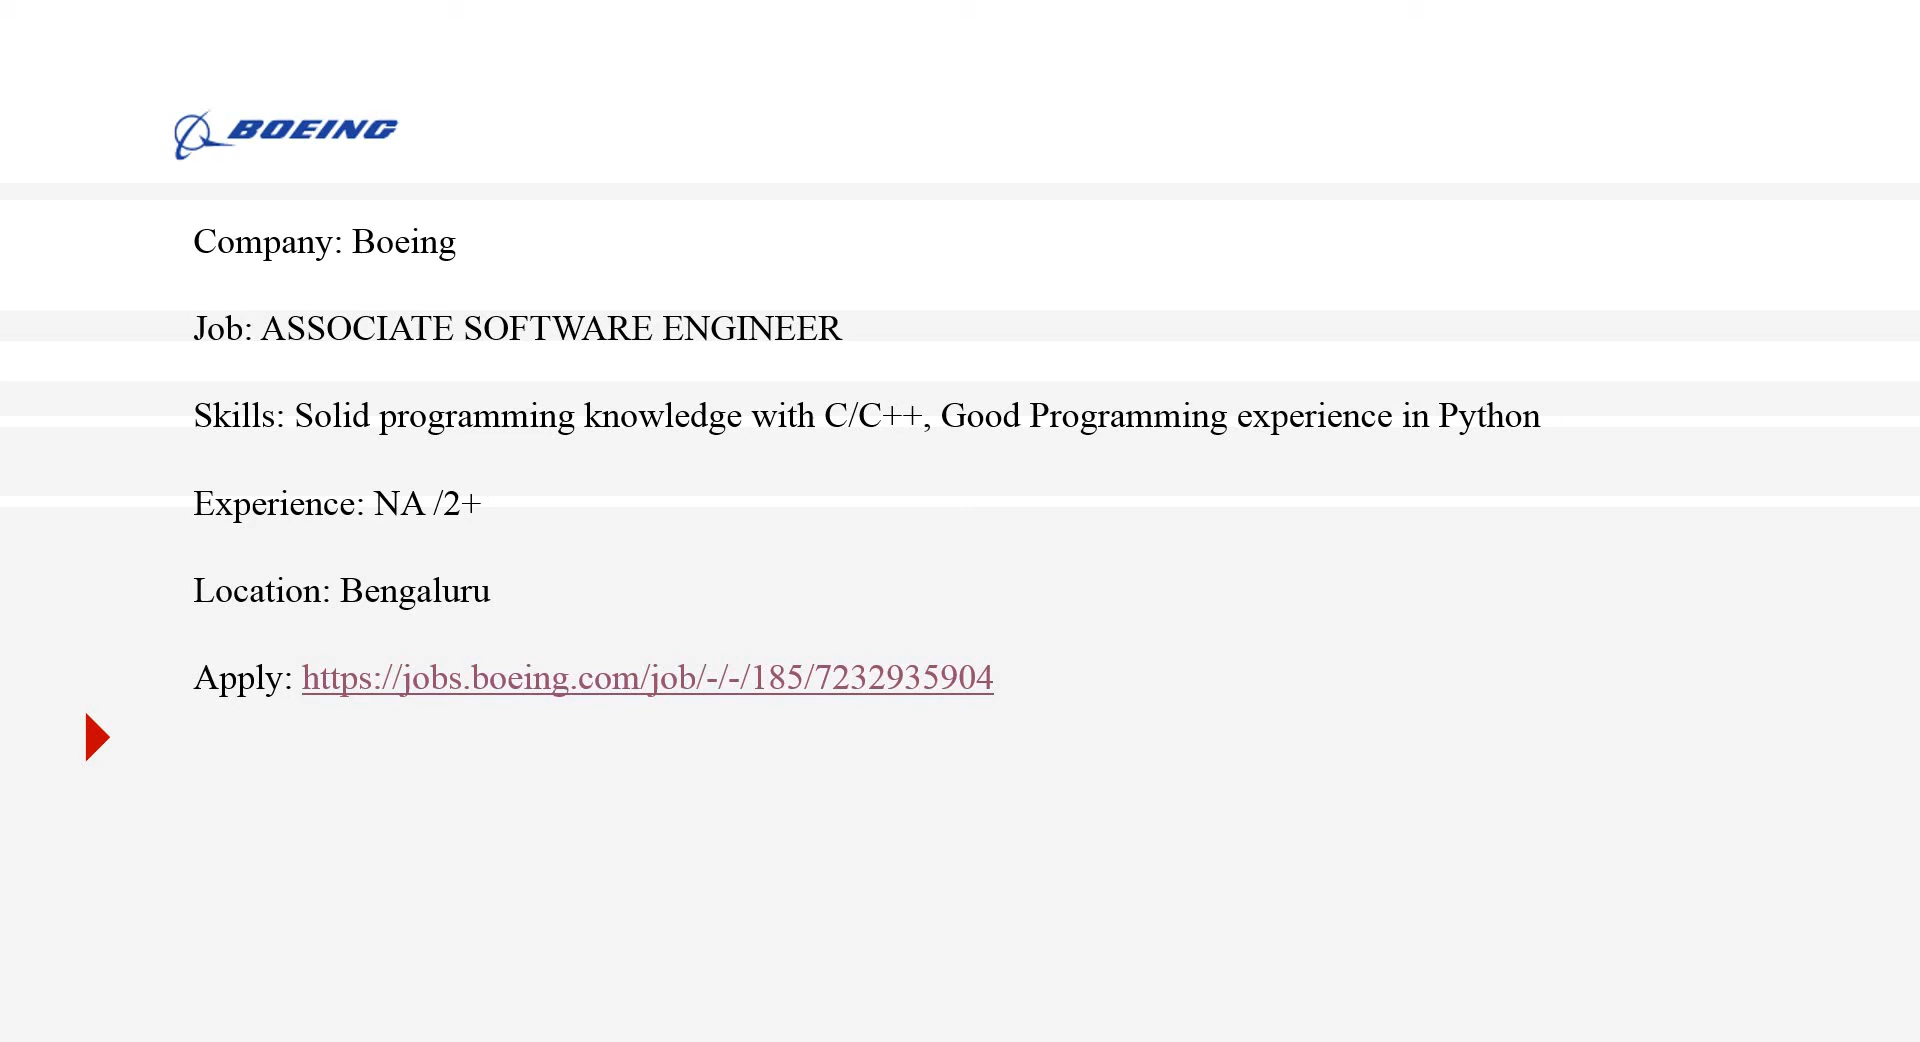 BOEING
Company: Boeing
Job: ASSOCIATE SOFTWARE ENGINEER
Skills: Solid programming knowledge with C/C++, Good Programming experience in Python
Experience: NA /2+
Location: Bengaluru
Apply: https://jobs.boeing.com/job/-/-/185/7232935904